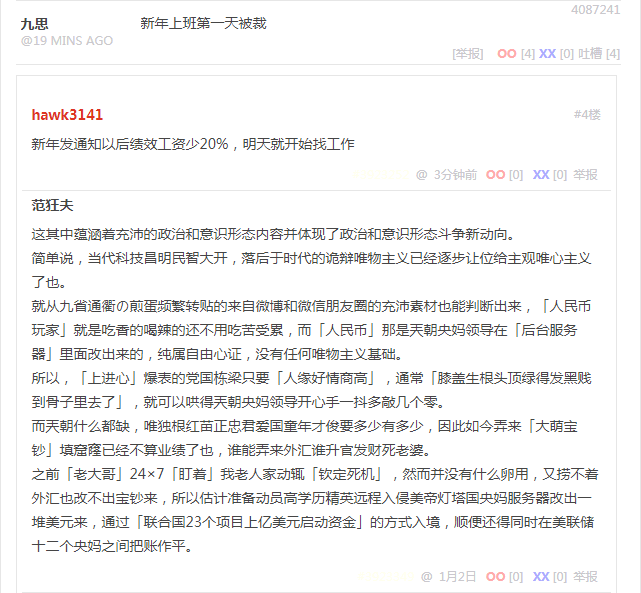 4087241
九思 新年上班第一天被裁
@19 MINS AGO
[举报] OO [4] XX [0] 吐槽 [4]
hawk3141 #4楼
新年发通知以后绩效工资少20%，明天就开始找工作
@ 3分钟前 OO [0] XX [0] 举报
范狂夫
这其中蕴涵着充沛的政治和意识形态内容并体现了政治和意识形态斗争新动向。
简单说，当代科技昌明民智大开，落后于时代的诡辩唯物主义已经逐步让位给主观唯心主义
了也。
就从九省通衢の煎蛋频繁转贴的来自微博和微信朋友圈的充沛素材也能判断出来，「人民币
玩家」就是吃香的喝辣的还不用吃苦受累，而「人民币」那是天朝央妈领导在「后台服务
器」里面改出来的，纯属自由心证，没有任何唯物主义基础。
所以，「上进心」爆表的党国栋梁只要「人缘好情商高」，通常「膝盖生根头顶绿得发黑贱
到骨子里去了」，就可以哄得天朝央妈领导开心手一抖多敲几个零。
而天朝什么都缺，唯独根红苗正忠君爱国童年才俊要多少有多少，因此如今弄来「大萌宝
钞」填窟窿已经不算业绩了也，谁能弄来外汇谁升官发财死老婆。
之前「老大哥」24×7「盯着」我老人家动辄「钦定死机」，然而并没有什么卵用，又捞不着
外汇也改不出宝钞来，所以估计准备动员高学历精英远程入侵美帝灯塔国央妈服务器改出一
堆美元来，通过「联合国23个项目上亿美元启动资金」的方式入境，顺便还得同时在美联储
十二个央妈之间把账作平。
@ 1月2日 OO [0] XX [0] 举报